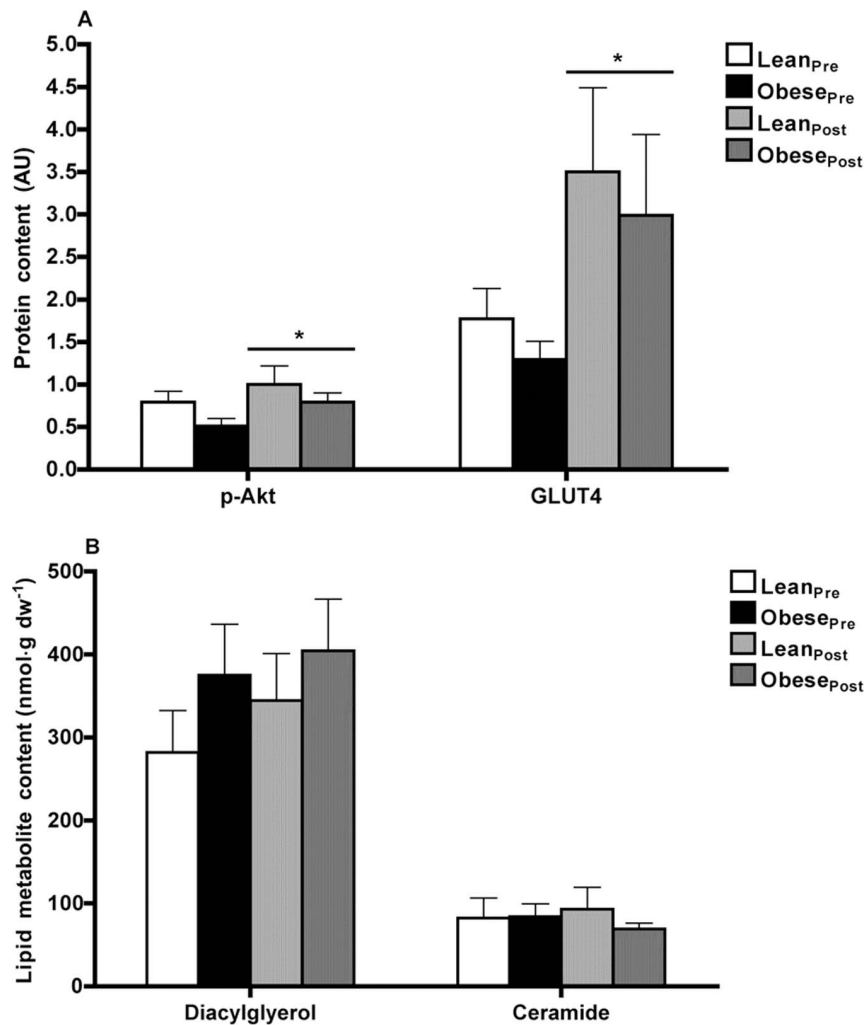 A
5.0
4.5
4.0
3.5
3.0
2.5
2.0
1.5
1.0
0.5
0.0
Protein content (AU)
*
*
p-Akt
GLUT4
LeanPre
ObesePre
LeanPost
ObesePost
B
500
400
300
200
100
0
Lipid metabolite content (nmol·g dw-1)
Diacylglyerol
Ceramide
LeanPre
ObesePre
LeanPost
ObesePost